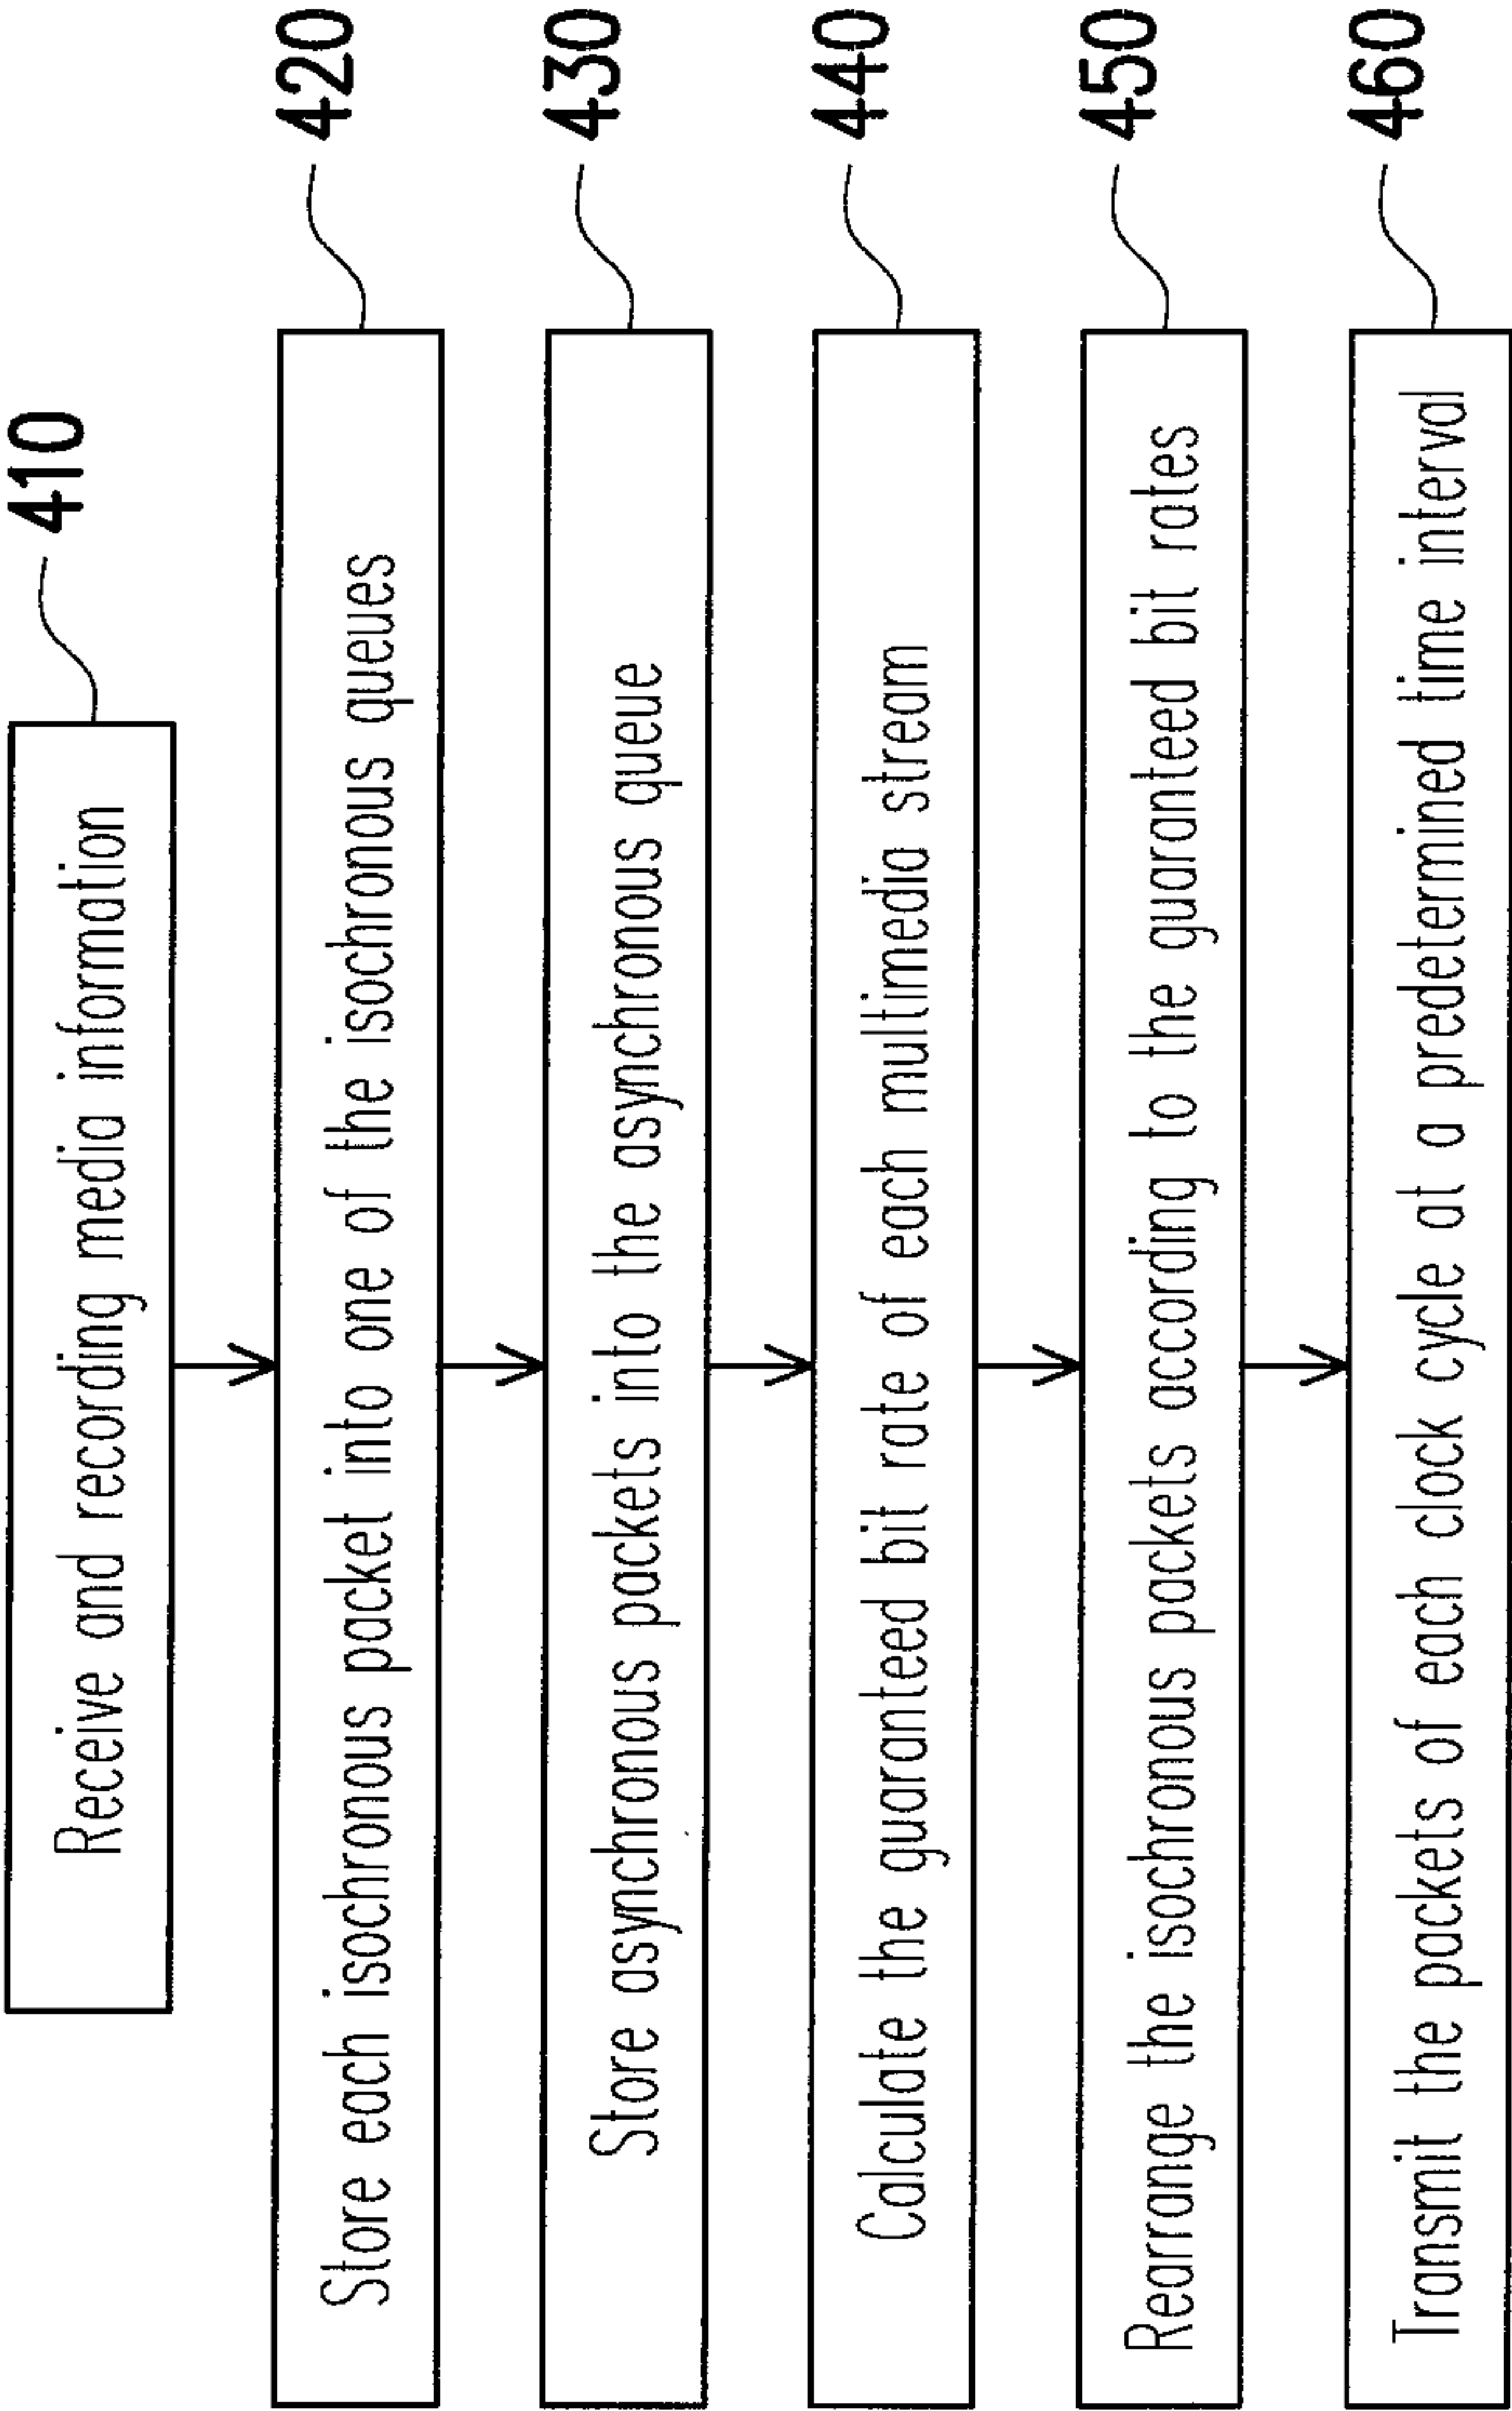 410
Receive and recording media information
420
Store each isochronous packet into one of the isochronous queues
430
Store asynchronous packets into the asynchronous queue
440
Calculate the guaranteed bit rate of each multimedia stream
450
Rearrange the isochronous packets according to the guaranteed bit rates
460
Transmit the packets of each clock cycle at a predetermined time interval